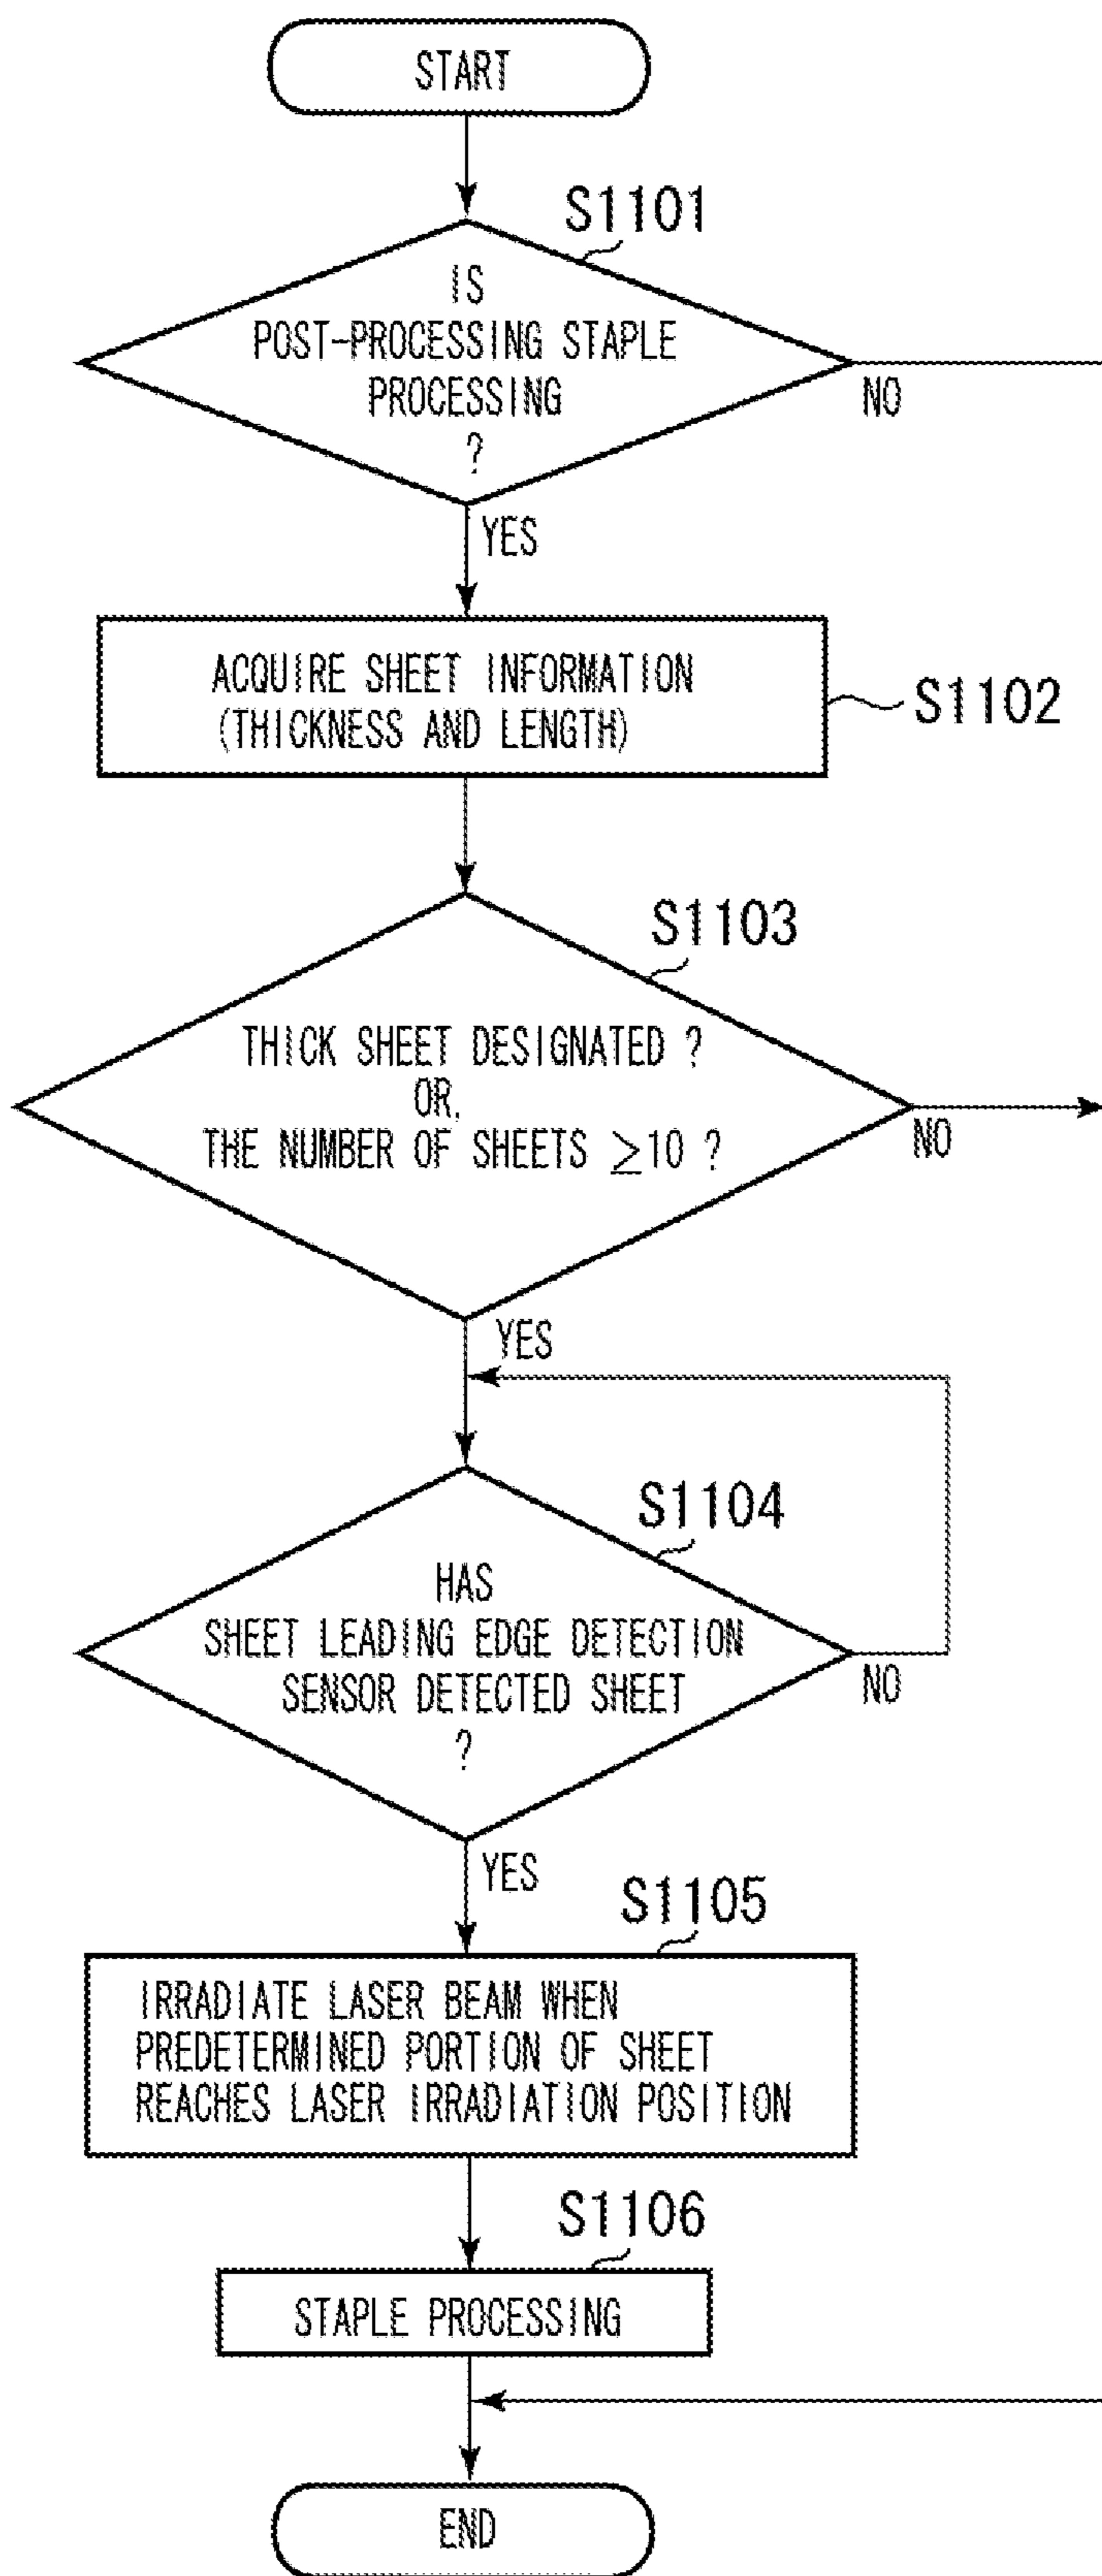 START
S1101
IS
POST-PROCESSING STAPLE
PROCESSING
?
NO
YES
ACQUIRE SHEET INFORMATION
(THICKNESS AND LENGTH)
S1102
S1103
THICK SHEET DESIGNATED ?
OR,
THE NUMBER OF SHEETS ≥10 ?
NO
YES
S1104
HAS
SHEET LEADING EDGE DETECTION
SENSOR DETECTED SHEET
?
NO
YES
S1105
IRRADIATE LASER BEAM WHEN
PREDETERMINED PORTION OF SHEET
REACHES LASER IRRADIATION POSITION
S1106
STAPLE PROCESSING
END